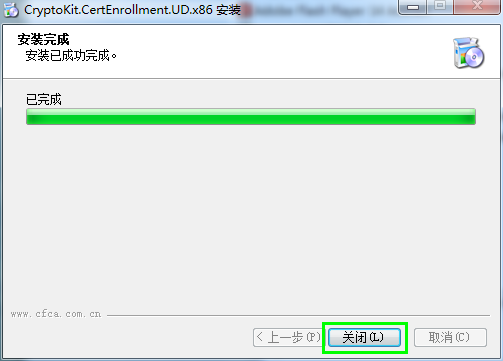 CryptoKit.CertEnrollment.UD.x86 安装
安装完成
安装已成功完成。
已完成
www.cfca.com.cn
< 上一步(P)
关闭(L)
取消(C)